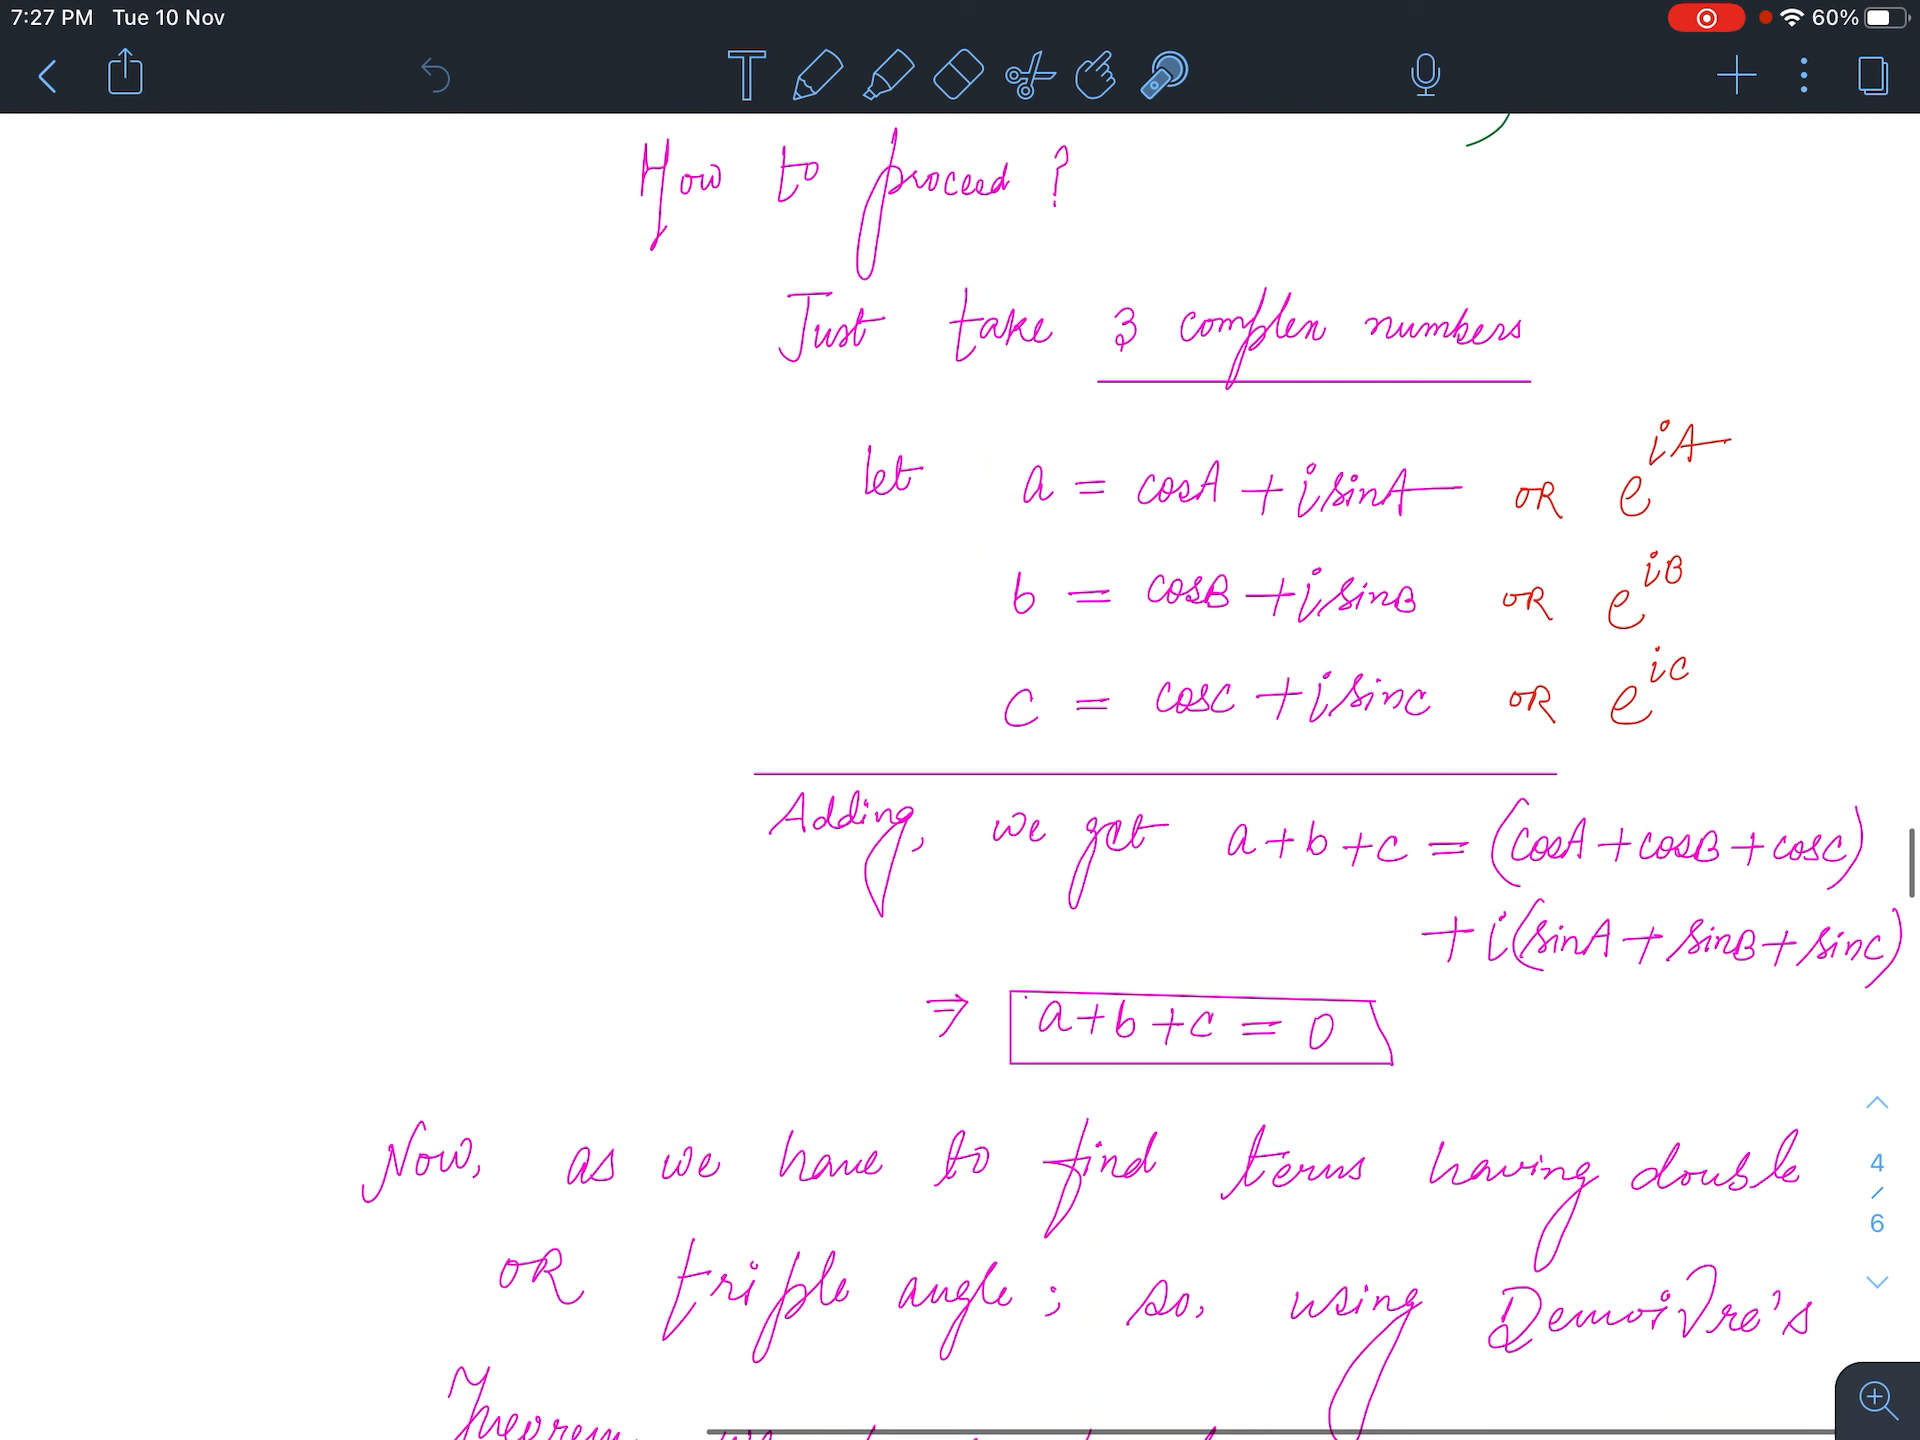 7:27 PM Tue 10 Nov 60%
How to proceed ?
Just take 3 complex numbers
let a = cosA + i sinA OR e^iA
b = cosB + i sinB OR e^iB
c = cosC + i sinC OR e^iC
Adding, we get a+b+c = (cosA + cosB + cosC)
+ i(sinA + sinB + sinC)
⇒ a+b+c = 0
Now, as we have to find terms having double
OR triple angle ; so, using Demoivre's
Theorem
4
/
6